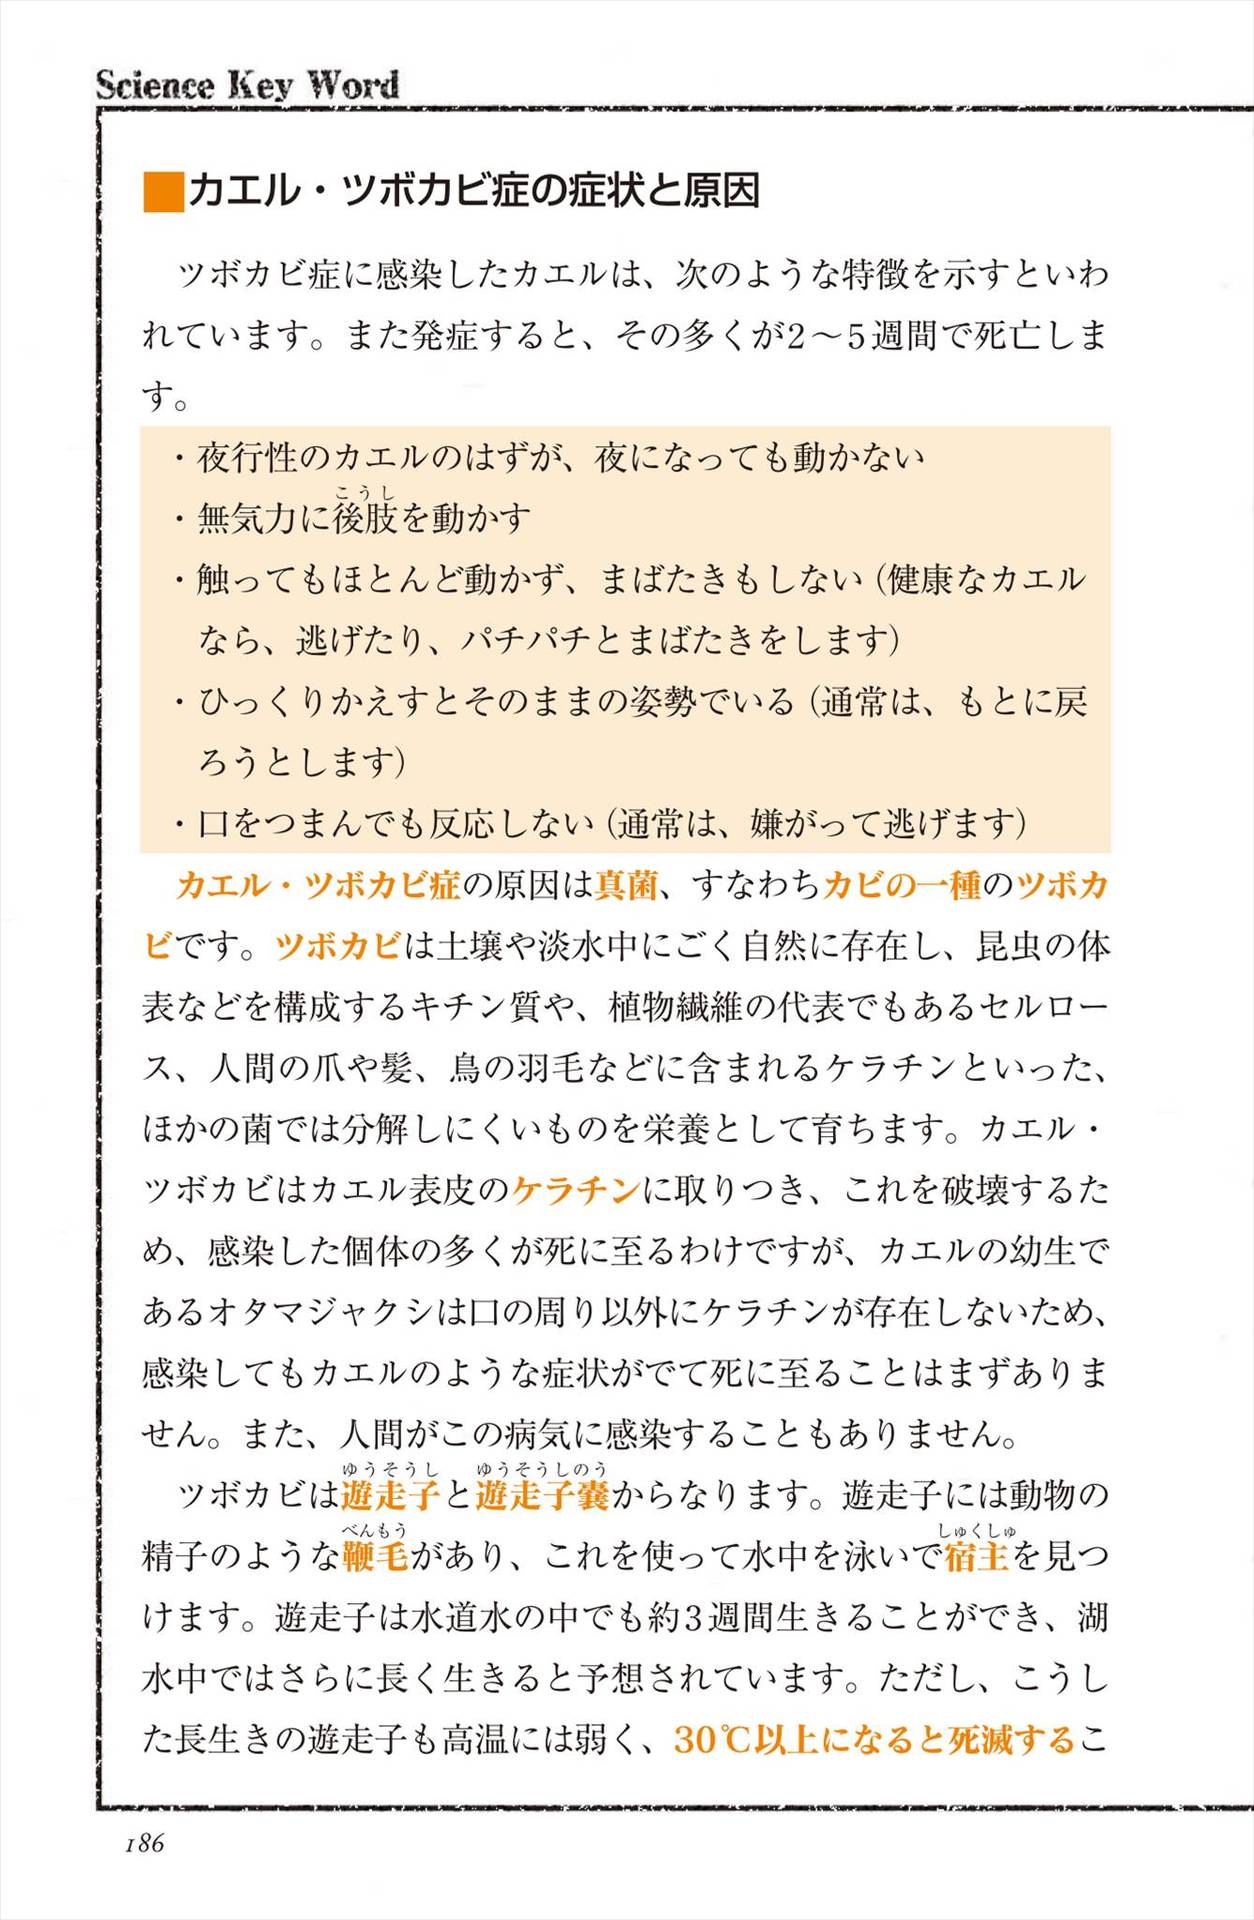 Science Key Word
■カエル・ツボカビ症の症状と原因
ツボカビ症に感染したカエルは、次のような特徴を示すといわ
れています。また発症すると、その多くが2〜5週間で死亡しま
す。
・夜行性のカエルのはずが、夜になっても動かない
こうし
・無気力に後肢を動かす
・触ってもほとんど動かず、まばたきもしない（健康なカエル
なら、逃げたり、パチパチとまばたきをします）
・ひっくりかえすとそのままの姿勢でいる（通常は、もとに戻
ろうとします）
・口をつまんでも反応しない（通常は、嫌がって逃げます）
カエル・ツボカビ症の原因は真菌、すなわちカビの一種のツボカ
ビです。ツボカビは土壌や淡水中にごく自然に存在し、昆虫の体
表などを構成するキチン質や、植物繊維の代表でもあるセルロー
ス、人間の爪や髪、鳥の羽毛などに含まれるケラチンといった、
ほかの菌では分解しにくいものを栄養として育ちます。カエル・
ツボカビはカエル表皮のケラチンに取りつき、これを破壊するた
め、感染した個体の多くが死に至るわけですが、カエルの幼生で
あるオタマジャクシは口の周り以外にケラチンが存在しないため、
感染してもカエルのような症状がでて死に至ることはまずありま
せん。また、人間がこの病気に感染することもありません。
ゆうそうし ゆうそうしのう
ツボカビは遊走子と遊走子嚢からなります。遊走子には動物の
べんもう しゅくしゅ
精子のような鞭毛があり、これを使って水中を泳いで宿主を見つ
けます。遊走子は水道水の中でも約3週間生きることができ、湖
水中ではさらに長く生きると予想されています。ただし、こうし
た長生きの遊走子も高温には弱く、30℃以上になると死滅するこ
186